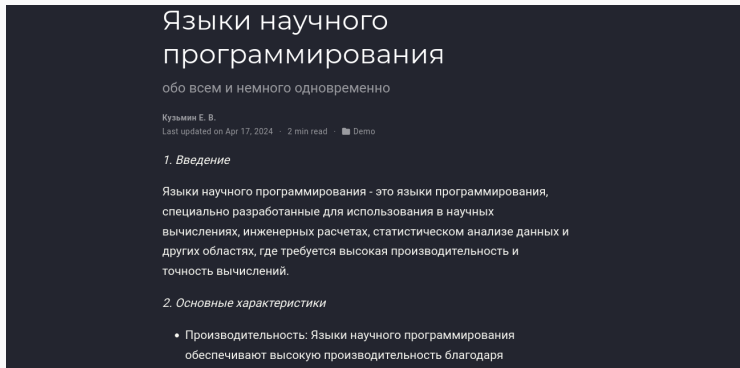 Языки научного
программирования
обо всем и немного одновременно
Кузьмин Е. В.
Last updated on Apr 17, 2024 · 2 min read · Demo
1. Введение
Языки научного программирования - это языки программирования,
специально разработанные для использования в научных
вычислениях, инженерных расчетах, статистическом анализе данных и
других областях, где требуется высокая производительность и
точность вычислений.
2. Основные характеристики
• Производительность: Языки научного программирования
обеспечивают высокую производительность благодаря